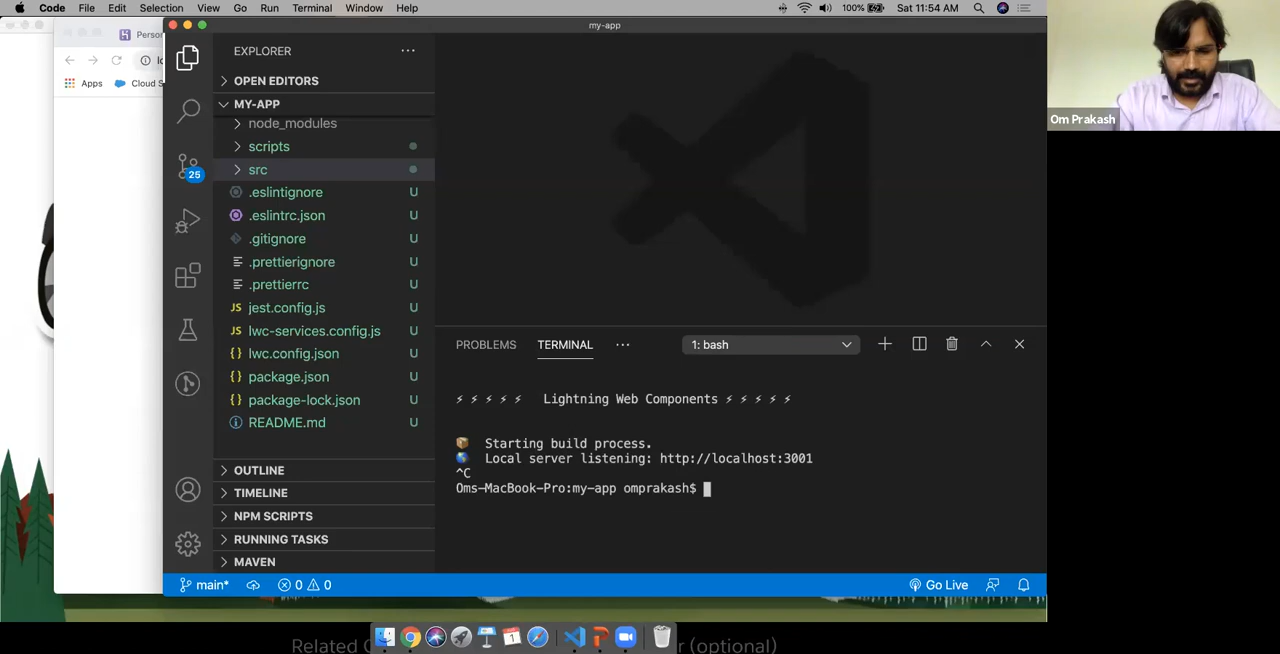 Code File Edit Selection View Go Run Terminal Window Help
100% Sat 11:54 AM
my-app
Apps
EXPLORER
OPEN EDITORS
MY-APP
node_modules
scripts
src
25
.eslintignore U
.eslintrc.json U
.gitignore U
.prettierignore U
.prettierrc U
JS jest.config.js U
JS lwc-services.config.js U
{} lwc.config.json U
{} package.json U
{} package-lock.json U
README.md U
OUTLINE
TIMELINE
NPM SCRIPTS
RUNNING TASKS
MAVEN
PROBLEMS TERMINAL ··· 1: bash
⚡ ⚡ ⚡ ⚡ ⚡ Lightning Web Components ⚡ ⚡ ⚡ ⚡ ⚡
Starting build process.
Local server listening: http://localhost:3001
^C
Oms-MacBook-Pro:my-app omprakash$
main* 0 0 Go Live
Om Prakash
Related
(optional)